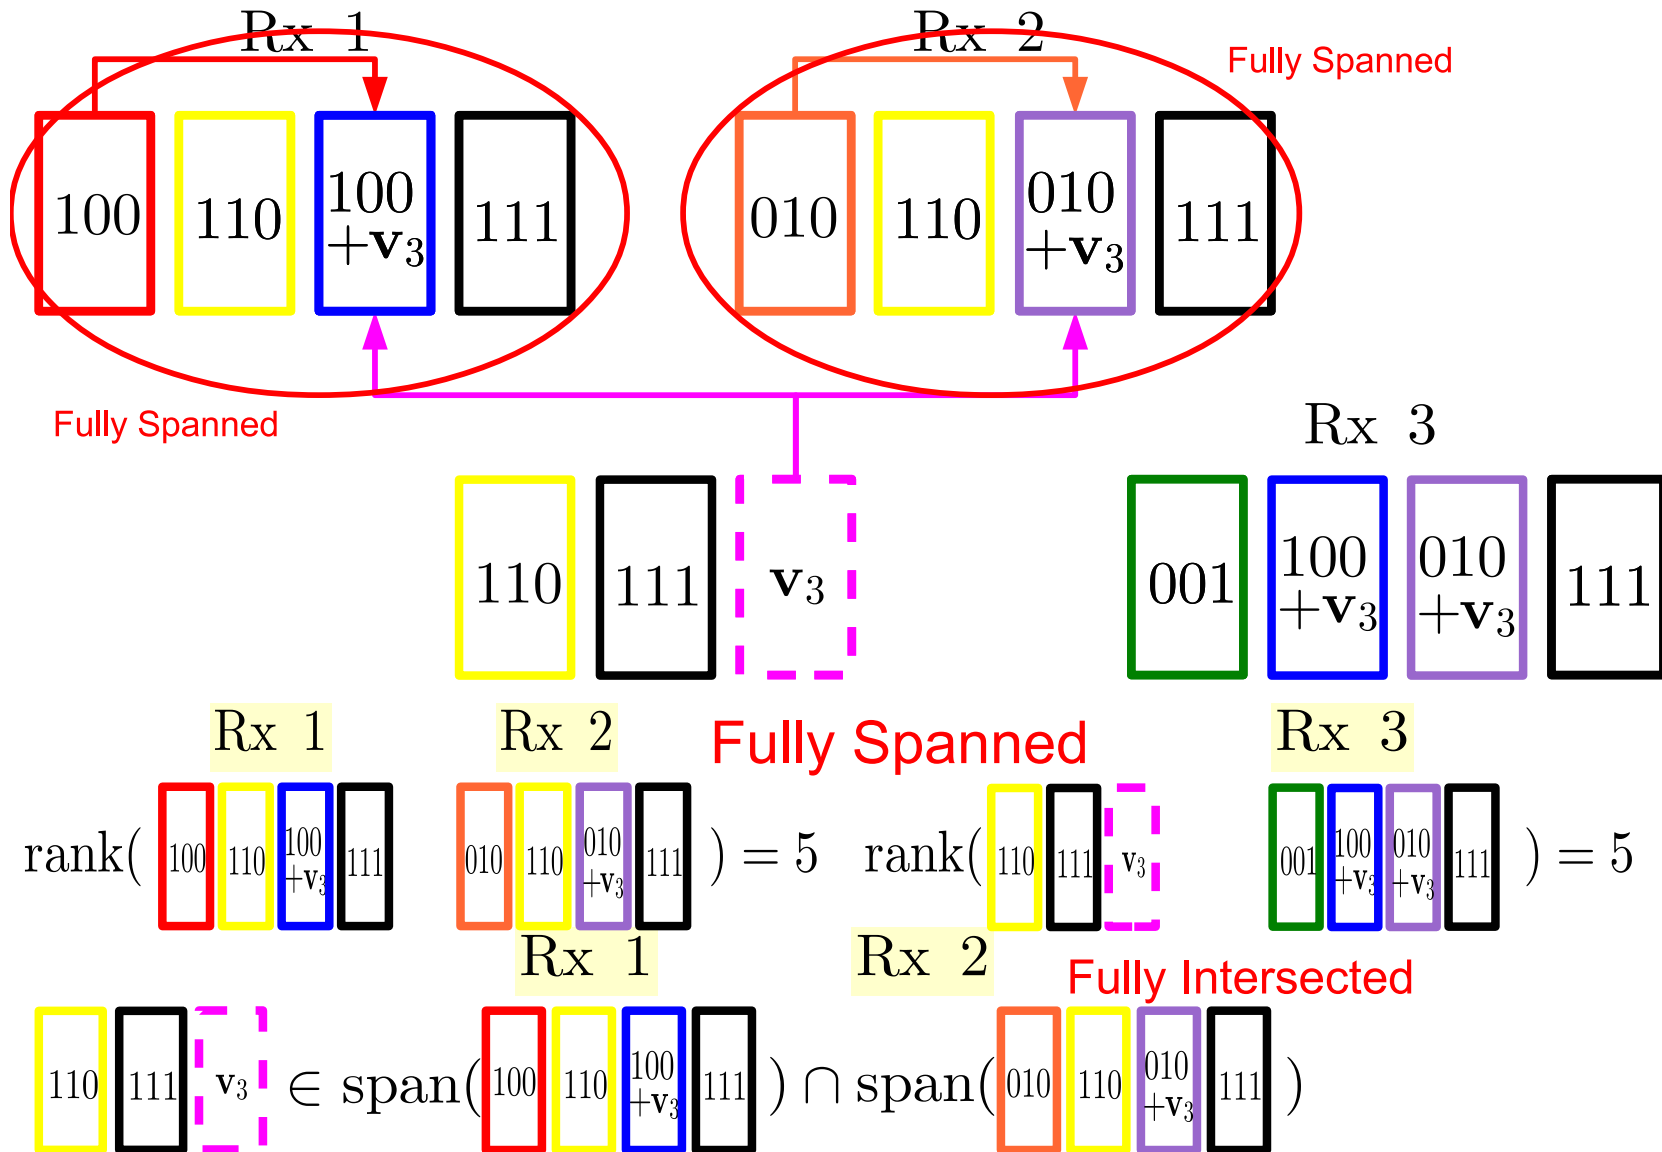 Rx 1 Rx 2
Fully Spanned
100 110 100 +v₃ 111 010 110 010 +v₃ 111
Fully Spanned
Rx 3
110 111 v₃ 001 100 +v₃ 010 +v₃ 111
Rx 1 Rx 2 Fully Spanned Rx 3
rank( 100 110 100 +v₃ 111 010 110 010 +v₃ 111 ) = 5 rank( 110 111 v₃ 001 100 +v₃ 010 +v₃ 111 ) = 5
Rx 1 Rx 2 Fully Intersected
110 111 v₃ ∈ span( 100 110 100 +v₃ 111 ) ∩ span( 010 110 010 +v₃ 111 )